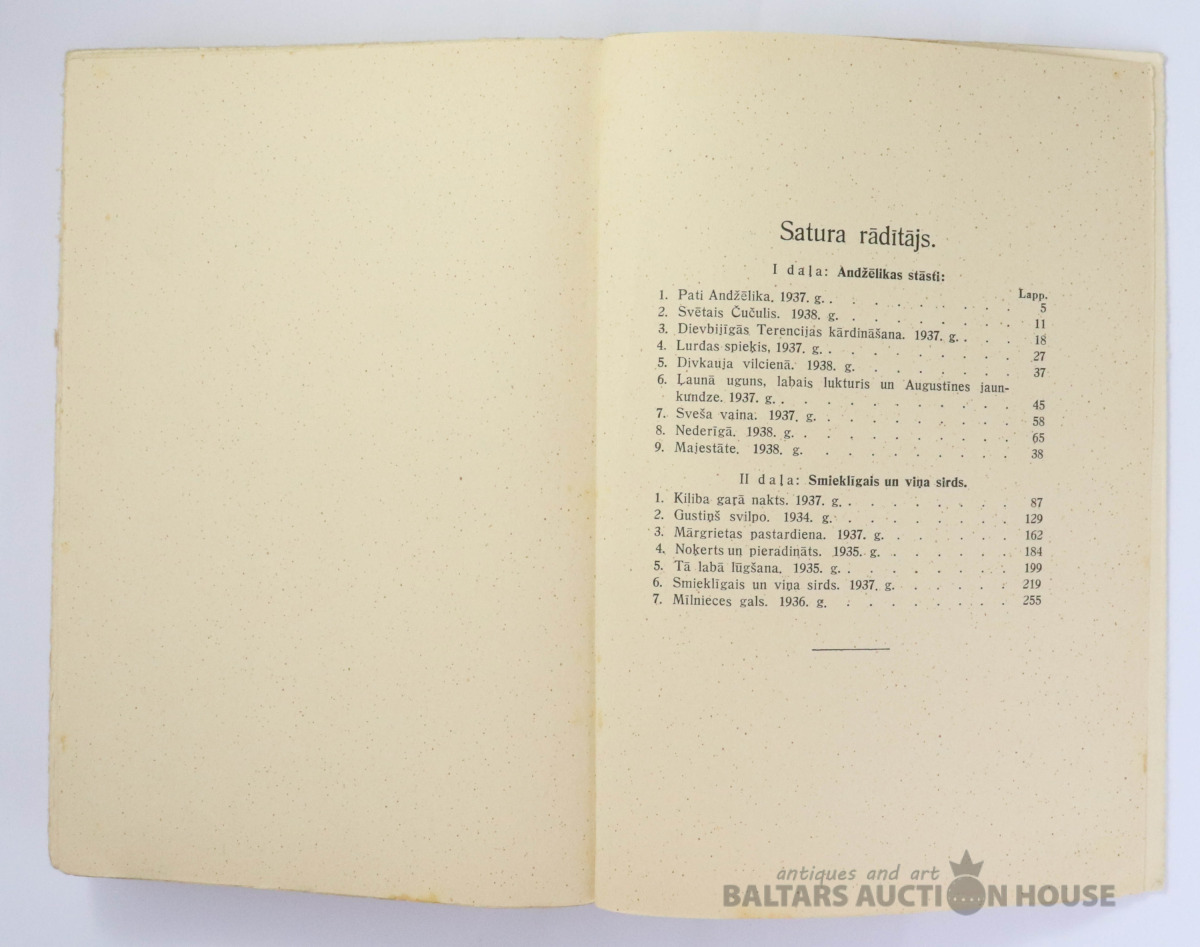 Satura rādītājs.
I daļa: Andžēlikas stāsti:
Lapp.
1. Pati Andžēlika. 1937. g. . . . . . . . . . . 5
2. Svētais Čučulis. 1938. g. . . . . . . . . . 11
3. Dievbijīgās Terencijas kārdināšana. 1937. g. . . . 18
4. Lurdas spieķis, 1937. g. . . . . . . . . . . 27
5. Divkauja vilcienā. 1938. g. . . . . . . . . 37
6. Ļaunā uguns, labais lukturis un Augustīnes jaun-
kundze. 1937. g. . . . . . . . . . . . . 45
7. Sveša vaina. 1937. g. . . . . . . . . . . 58
8. Nederīgā. 1938. g. . . . . . . . . . . . 65
9. Majestāte. 1938. g. . . . . . . . . . . . 38
II daļa: Smieklīgais un viņa sirds.
1. Ķiliba gaŗā nakts. 1937. g. . . . . . . . . . 87
2. Gustiņš svilpo. 1934. g. . . . . . . . . . 129
3. Mārgrietas pastardiena. 1937. g. . . . . . . 162
4. Noķerts un pieradināts. 1935. g. . . . . . . 184
5. Tā labā lūgšana. 1935. g. . . . . . . . . . 199
6. Smieklīgais un viņa sirds. 1937. g. . . . . . 219
7. Mīlnieces gals. 1936. g. . . . . . . . . . 255
antiques and art
BALTARS AUCTION HOUSE